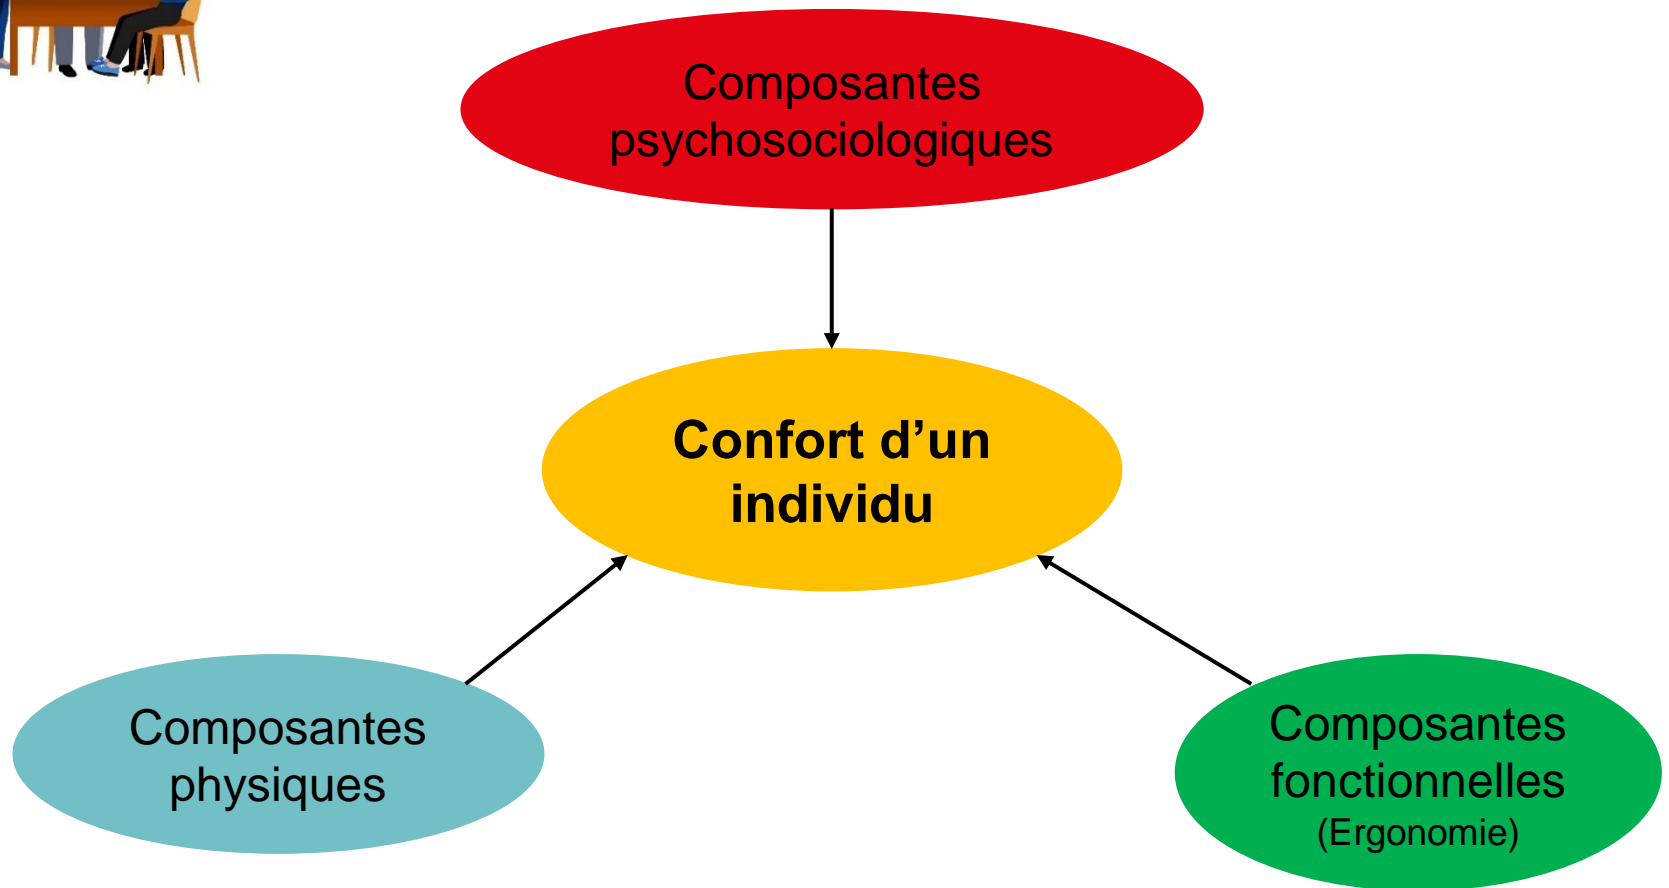 Composantes
psychosociologiques
Confort d’un
individu
Composantes
physiques
Composantes
fonctionnelles
(Ergonomie)